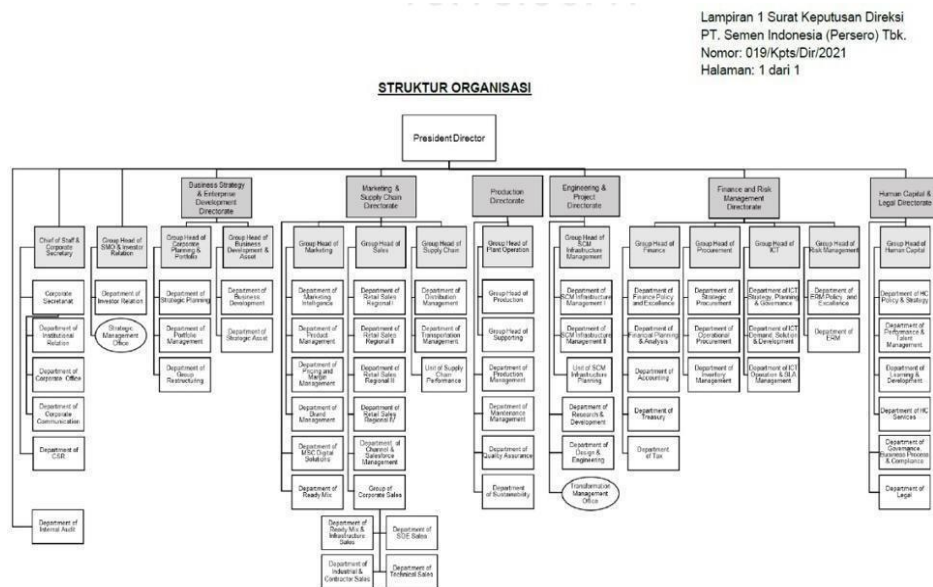 Lampiran 1 Surat Keputusan Direksi
PT. Semen Indonesia (Persero) Tbk.
Nomor: 019/Kpts/Dir/2021
Halaman: 1 dari 1
STRUKTUR ORGANISASI
President Director
Business Strategy
& Enterprise
Development
Directorate
Marketing &
Supply Chain
Directorate
Production
Directorate
Engineering &
Project
Directorate
Finance and Risk
Management
Directorate
Human Capital &
Legal Directorate
Chief of Staff &
Corporate
Secretary
Group Head of
SMO & Investor
Relation
Group Head of
Corporate
Planning &
Portfolio
Group Head of
Business
Development &
Asset
Group Head of
Marketing
Group Head of
Sales
Group Head of
Supply Chain
Group Head of
Plant Operation
Group Head of
SCM
Infrastructure
Management
Group Head of
Finance
Group Head of
Procurement
Group Head of
ICT
Group Head of
Risk Management
Group Head of
Human Capital
Corporate
Secretariat
Department of
Institutional
Relation
Department of
Corporate Office
Department of
Corporate
Communication
Department of
CSR
Department of
Internal Audit
Department of
Investor Relation
Strategic
Management
Office
Department of
Strategic Planning
Department of
Portfolio
Management
Department of
Group
Restructuring
Department of
Business
Development
Department of
Strategic Asset
Department of
Marketing
Intelligence
Department of
Product
Management
Department of
Pricing and
Margin
Management
Department of
Brand
Management
Department of
MSC Digital
Solutions
Department of
Ready Mix
Department of
Retail Sales
Regional I
Department of
Retail Sales
Regional II
Department of
Retail Sales
Regional III
Department of
Retail Sales
Regional IV
Department of
Channel &
Salesforce
Management
Group of
Corporate Sales
Department of
Ready Mix &
Infrastructure
Sales
Department of
SOE Sales
Department of
Industrial &
Contractor Sales
Department of
Technical Sales
Department of
Distribution
Management
Department of
Transportation
Management
Unit of Supply
Chain
Performance
Group Head of
Production
Group Head of
Supporting
Department of
Production
Management
Department of
Maintenance
Management
Department of
Quality Assurance
Department
of Sustainability
Department of
SCM Infrastructure
Management I
Department of
SCM Infrastructure
Management II
Unit of SCM
Infrastructure
Planning
Department of
Research &
Development
Department of
Design &
Engineering
Transformation
Management
Office
Department of
Finance Policy
and Excellence
Department of
Financial Planning
& Analysis
Department of
Accounting
Department of
Treasury
Department
of Tax
Department of
Strategic
Procurement
Department of
Operational
Procurement
Department of
Inventory
Management
Department of ICT
Strategy, Planning
& Governance
Department of ICT
Demand, Solution
& Development
Department of ICT
Operation & SLA
Management
Department of
ERM Policy and
Excellence
Department of
ERM
Department of HC
Policy & Strategy
Department of
Performance &
Talent
Management
Department of
Learning &
Development
Department of HC
Services
Department of
Governance,
Business Process
& Compliance
Department of
Legal